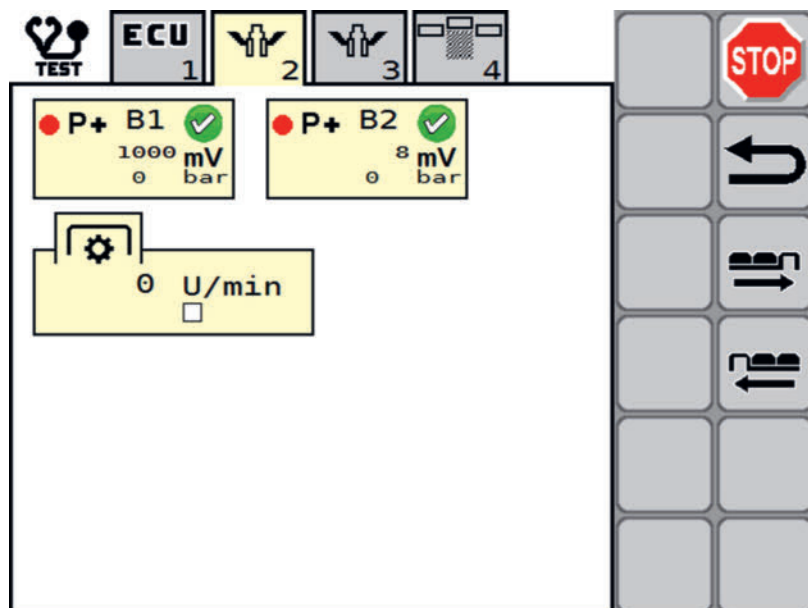 TEST
ECU
1
2
3
4
STOP
P+ B1
1000 mV
0 bar
P+ B2
8 mV
0 bar
0 U/min